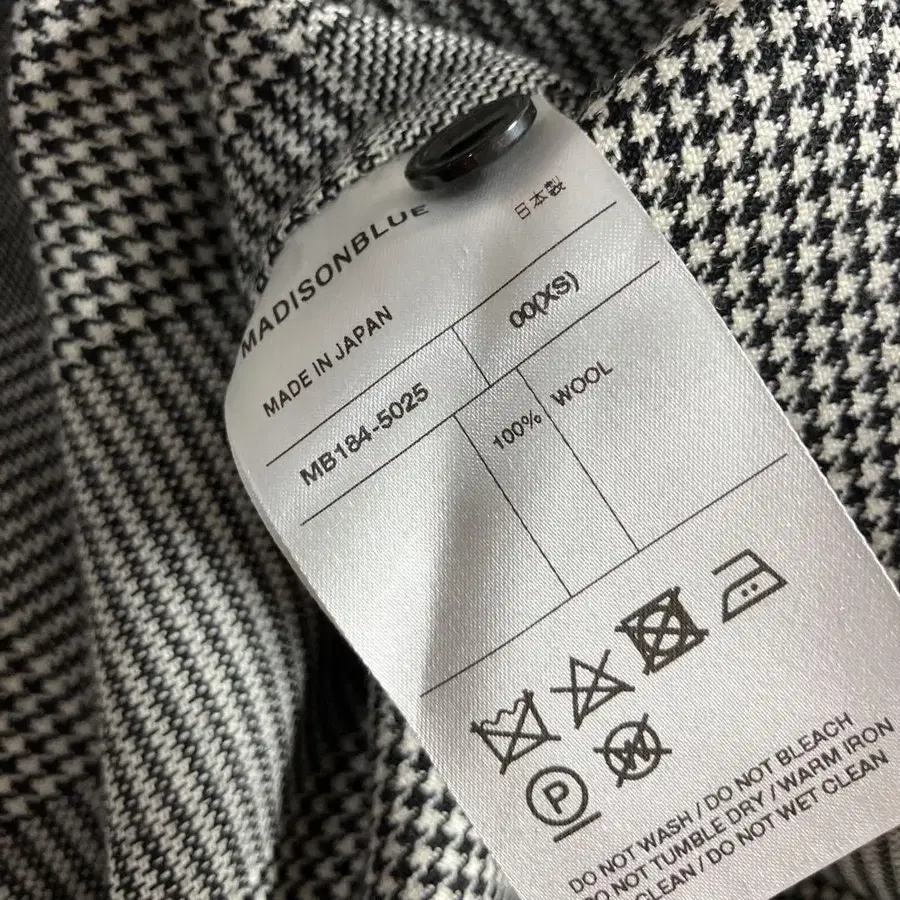 MADISONBLUE
日本製
MADE IN JAPAN
00(XS)
MB184-5025
100% WOOL
P
W
DO NOT WASH / DO NOT BLEACH
DO NOT TUMBLE DRY / WARM IRON
CLEAN / DO NOT WET CLEAN